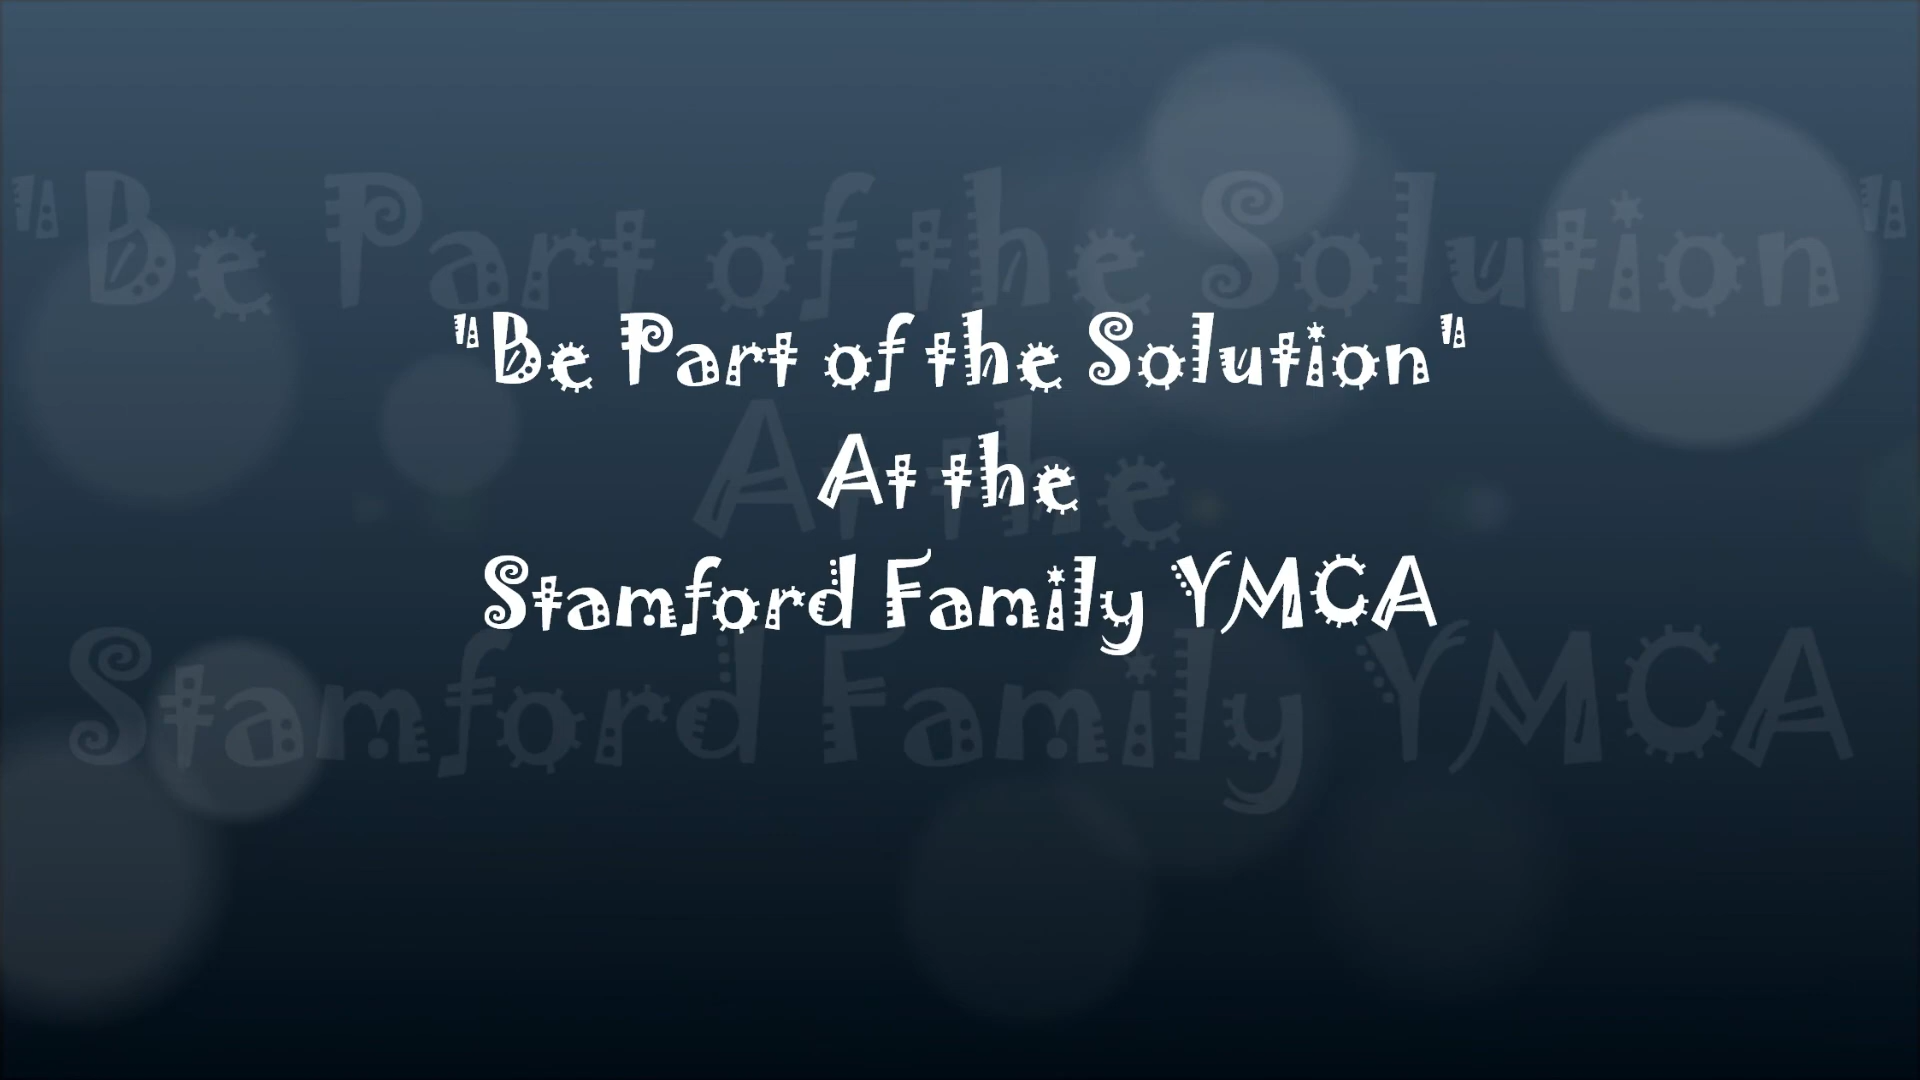 "Be Part of the Solution"
At the
Stamford Family YMCA